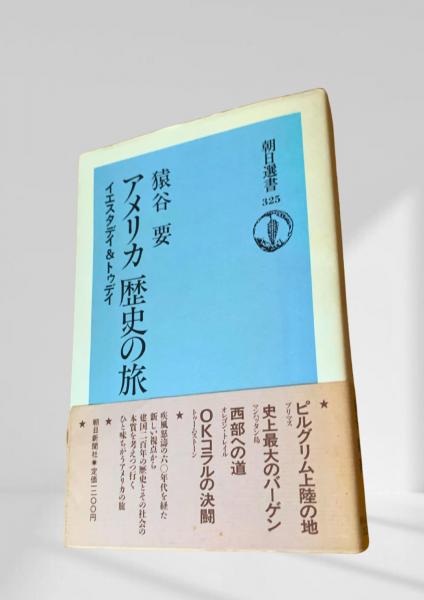 朝日選書
325
猿谷 要
アメリカ 歴史の旅
イエスタデイ&トゥデイ
★
ピルグリム上陸の地
プリマス
史上最大のバーゲン
マンハッタン島
西部への道
オレゴン・トレイル
OKコラルの決闘
トゥームストーン
★
疾風怒濤の六〇年代を経た
新しい視点から
建国二百年の歴史とその社会の
本質を考えつつ行く
ひと味ちがうアメリカの旅
★
朝日新聞社●定価一二〇〇円